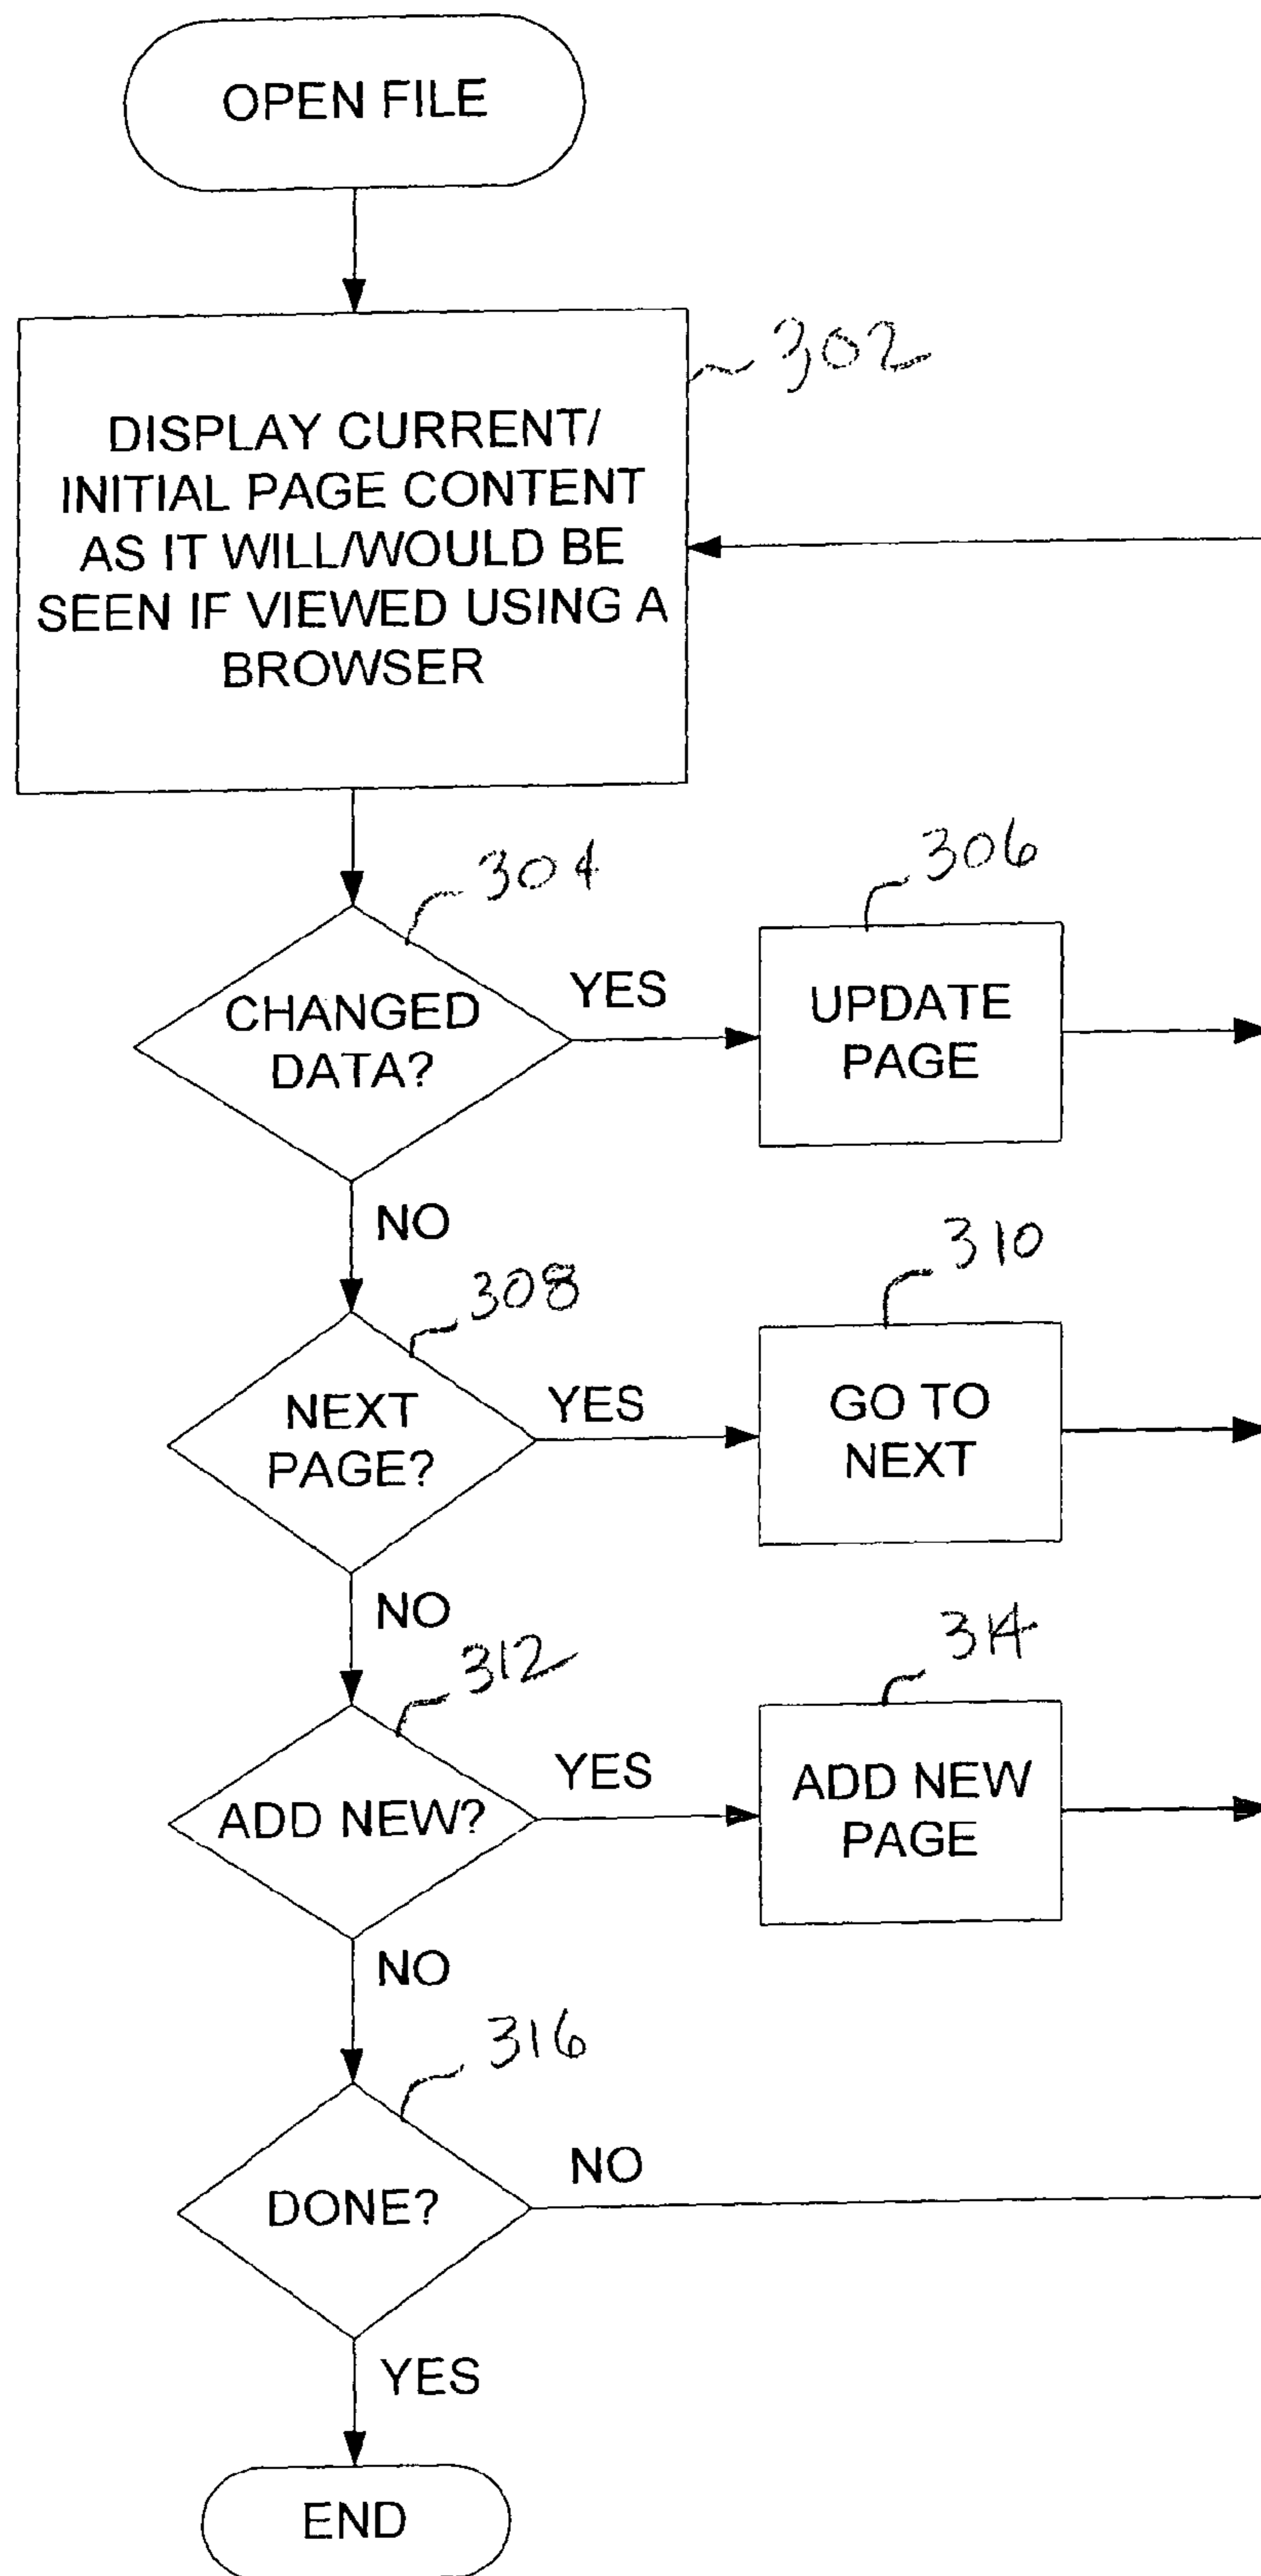 OPEN FILE
302
DISPLAY CURRENT/
INITIAL PAGE CONTENT
AS IT WILL/WOULD BE
SEEN IF VIEWED USING A
BROWSER
304
306
CHANGED
DATA?
YES
UPDATE
PAGE
NO
308
310
NEXT
PAGE?
YES
GO TO
NEXT
NO
312
314
ADD NEW?
YES
ADD NEW
PAGE
NO
316
DONE?
NO
YES
END